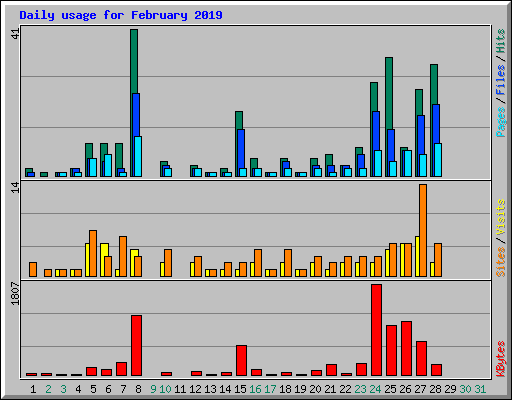 Daily usage for February 2019
41
14
1807
Pages / Files / Hits
Sites / Visits
KBytes
1 2 3 4 5 6 7 8 9 10 11 12 13 14 15 16 17 18 19 20 21 22 23 24 25 26 27 28 29 30 31